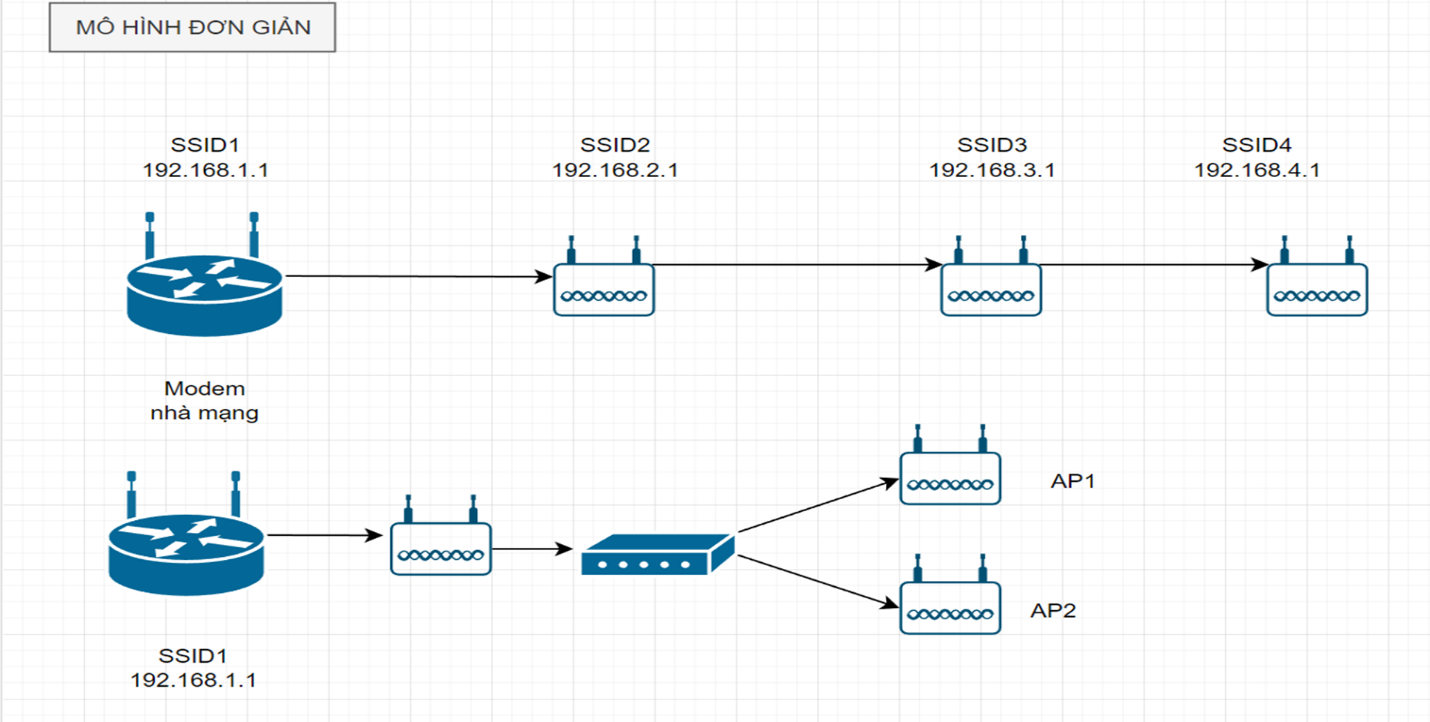 MÔ HÌNH ĐƠN GIẢN
SSID1
192.168.1.1
SSID2
192.168.2.1
SSID3
192.168.3.1
SSID4
192.168.4.1
Modem
nhà mạng
AP1
AP2
SSID1
192.168.1.1